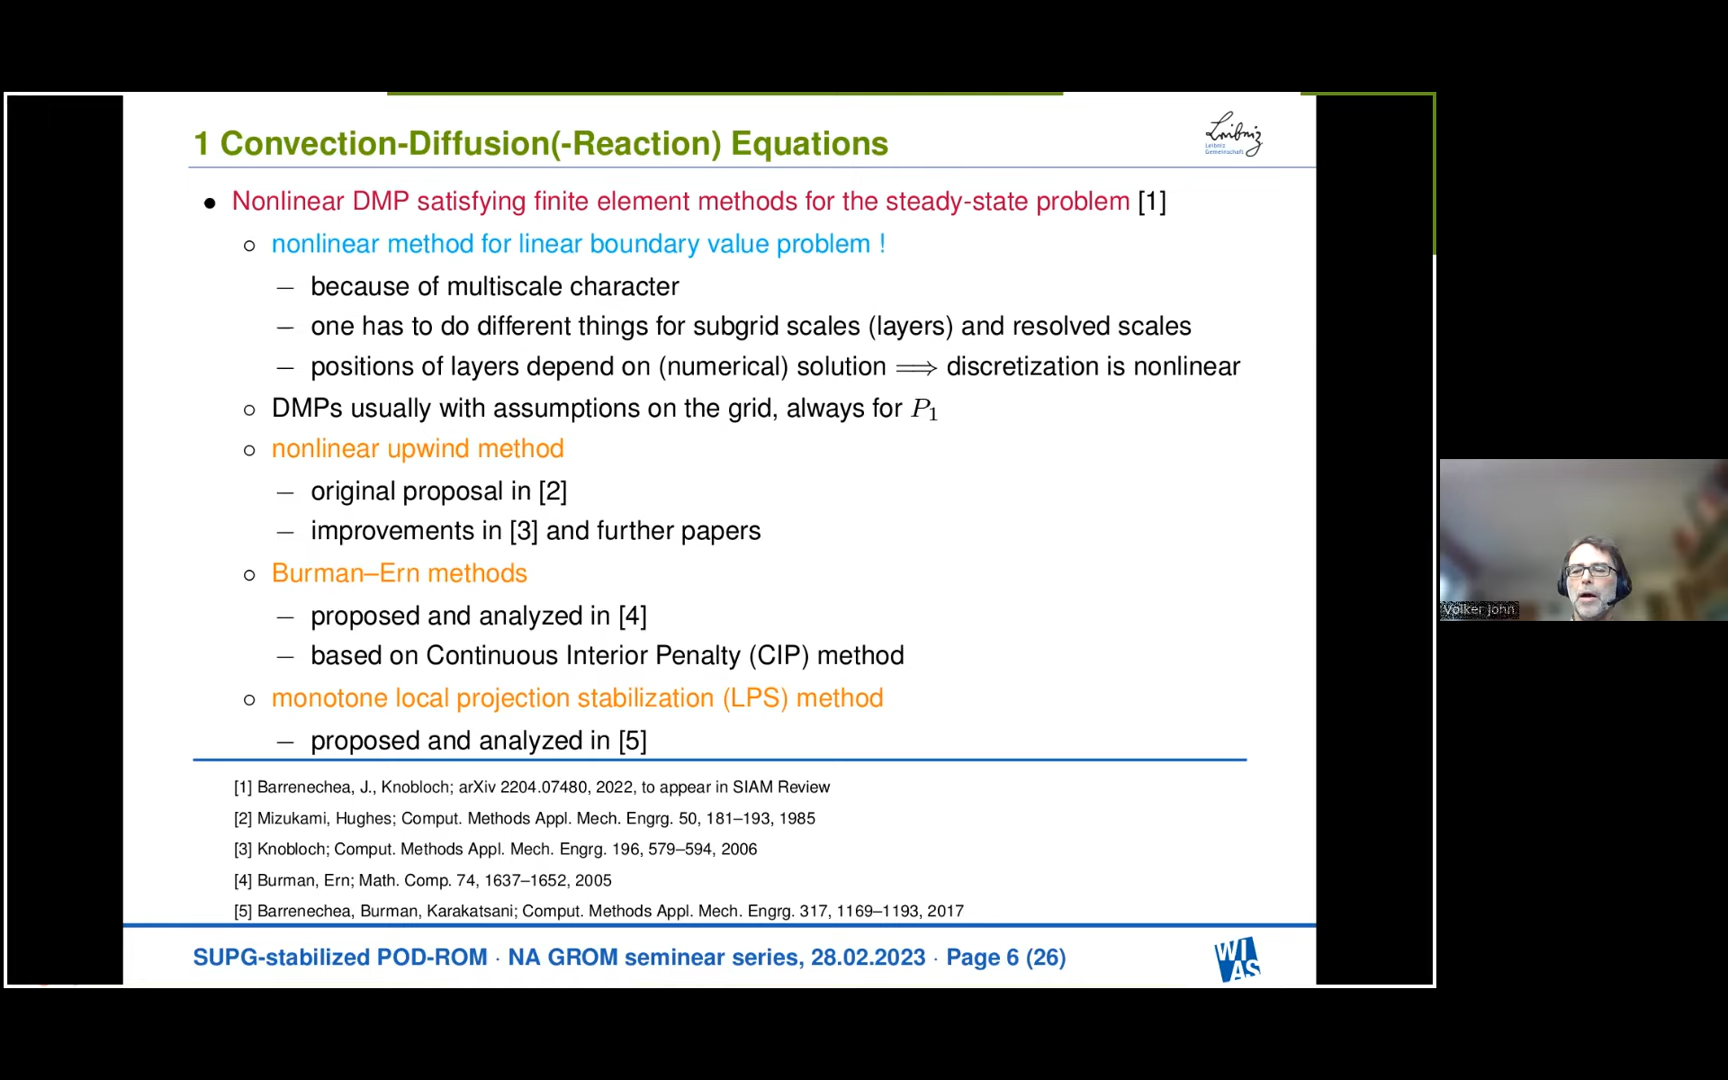 1 Convection-Diffusion(-Reaction) Equations
Leibniz
Leibniz
Gemeinschaft
● Nonlinear DMP satisfying finite element methods for the steady-state problem [1]
○ nonlinear method for linear boundary value problem !
— because of multiscale character
— one has to do different things for subgrid scales (layers) and resolved scales
— positions of layers depend on (numerical) solution ⟹ discretization is nonlinear
○ DMPs usually with assumptions on the grid, always for P₁
○ nonlinear upwind method
— original proposal in [2]
— improvements in [3] and further papers
○ Burman–Ern methods
— proposed and analyzed in [4]
— based on Continuous Interior Penalty (CIP) method
○ monotone local projection stabilization (LPS) method
— proposed and analyzed in [5]
[1] Barrenechea, J., Knobloch; arXiv 2204.07480, 2022, to appear in SIAM Review
[2] Mizukami, Hughes; Comput. Methods Appl. Mech. Engrg. 50, 181–193, 1985
[3] Knobloch; Comput. Methods Appl. Mech. Engrg. 196, 579–594, 2006
[4] Burman, Ern; Math. Comp. 74, 1637–1652, 2005
[5] Barrenechea, Burman, Karakatsani; Comput. Methods Appl. Mech. Engrg. 317, 1169–1193, 2017
SUPG-stabilized POD-ROM · NA GROM seminear series, 28.02.2023 · Page 6 (26)
WI
AS
Volker John